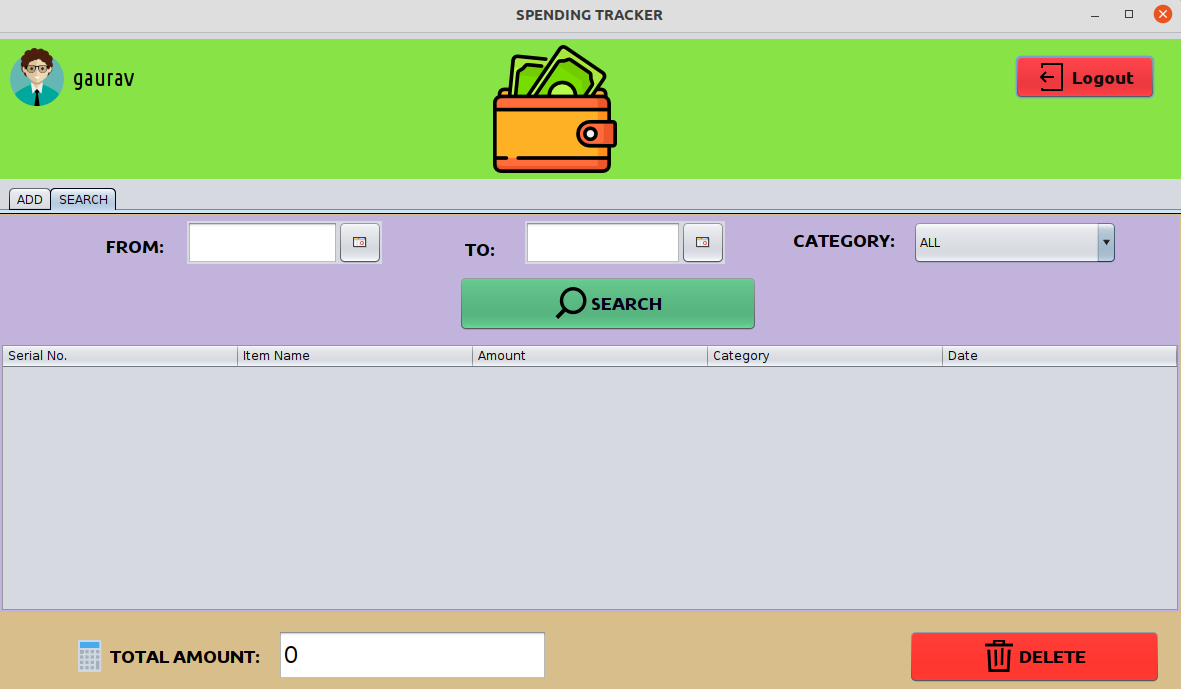 SPENDING TRACKER
gaurav
Logout
ADD SEARCH
FROM: TO: CATEGORY: ALL
SEARCH
Serial No. Item Name Amount Category Date
TOTAL AMOUNT: 0 DELETE